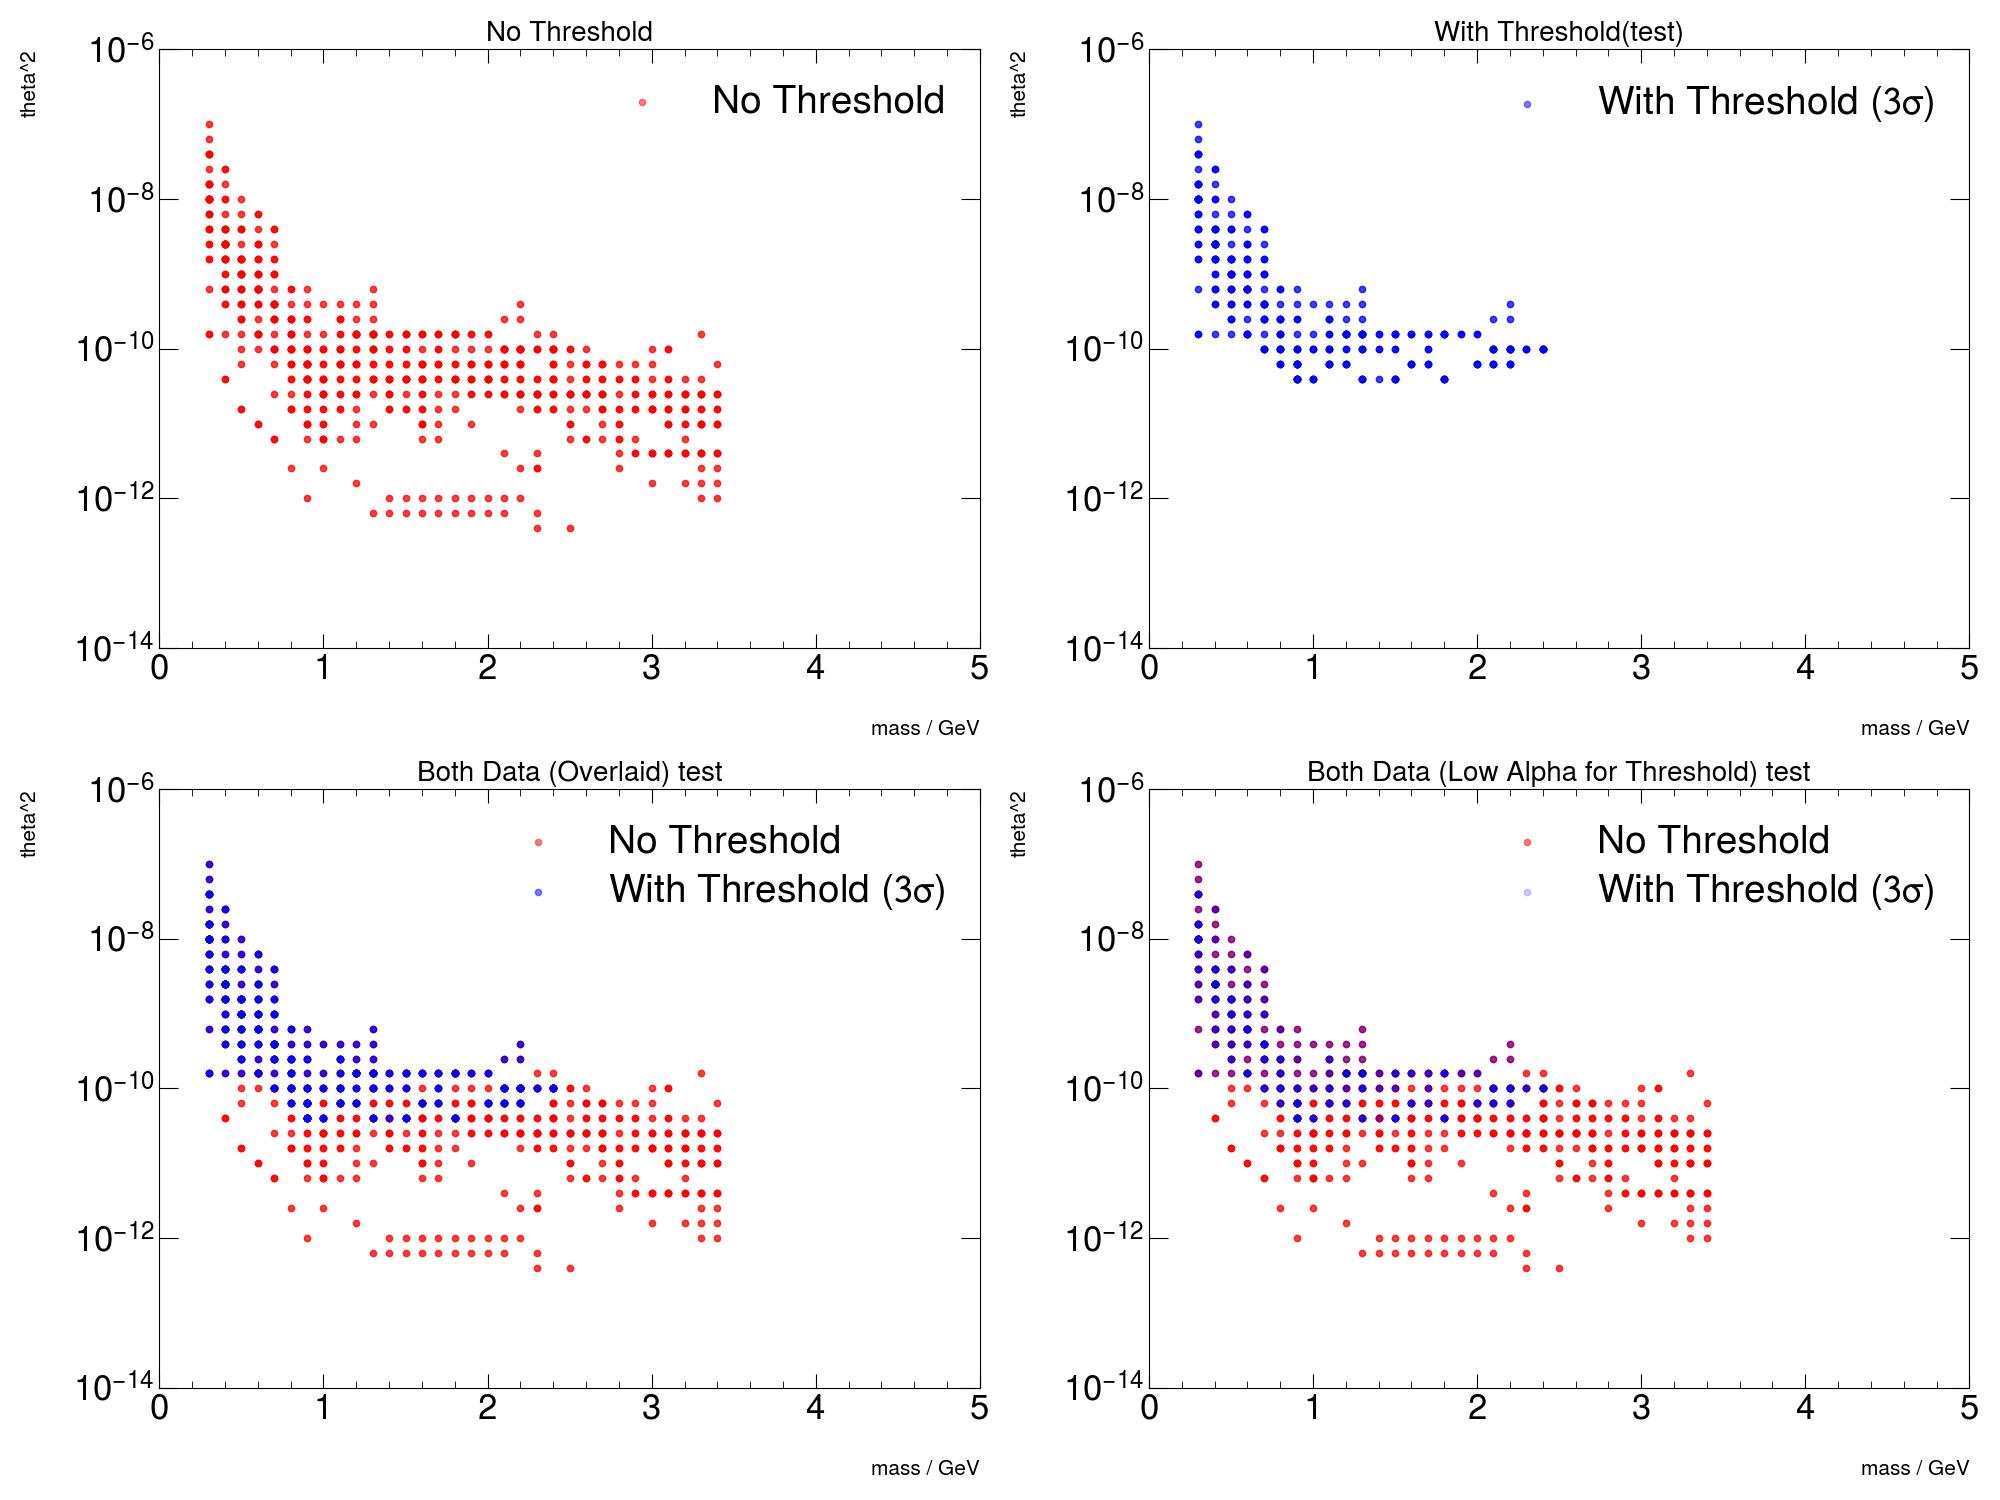 No Threshold
theta^2
10⁻⁶
10⁻⁸
10⁻¹⁰
10⁻¹²
10⁻¹⁴
No Threshold
0 1 2 3 4 5
mass / GeV
With Threshold(test)
theta^2
10⁻⁶
10⁻⁸
10⁻¹⁰
10⁻¹²
10⁻¹⁴
With Threshold (3σ)
0 1 2 3 4 5
mass / GeV
Both Data (Overlaid) test
theta^2
10⁻⁶
10⁻⁸
10⁻¹⁰
10⁻¹²
10⁻¹⁴
No Threshold
With Threshold (3σ)
0 1 2 3 4 5
mass / GeV
Both Data (Low Alpha for Threshold) test
theta^2
10⁻⁶
10⁻⁸
10⁻¹⁰
10⁻¹²
10⁻¹⁴
No Threshold
With Threshold (3σ)
0 1 2 3 4 5
mass / GeV